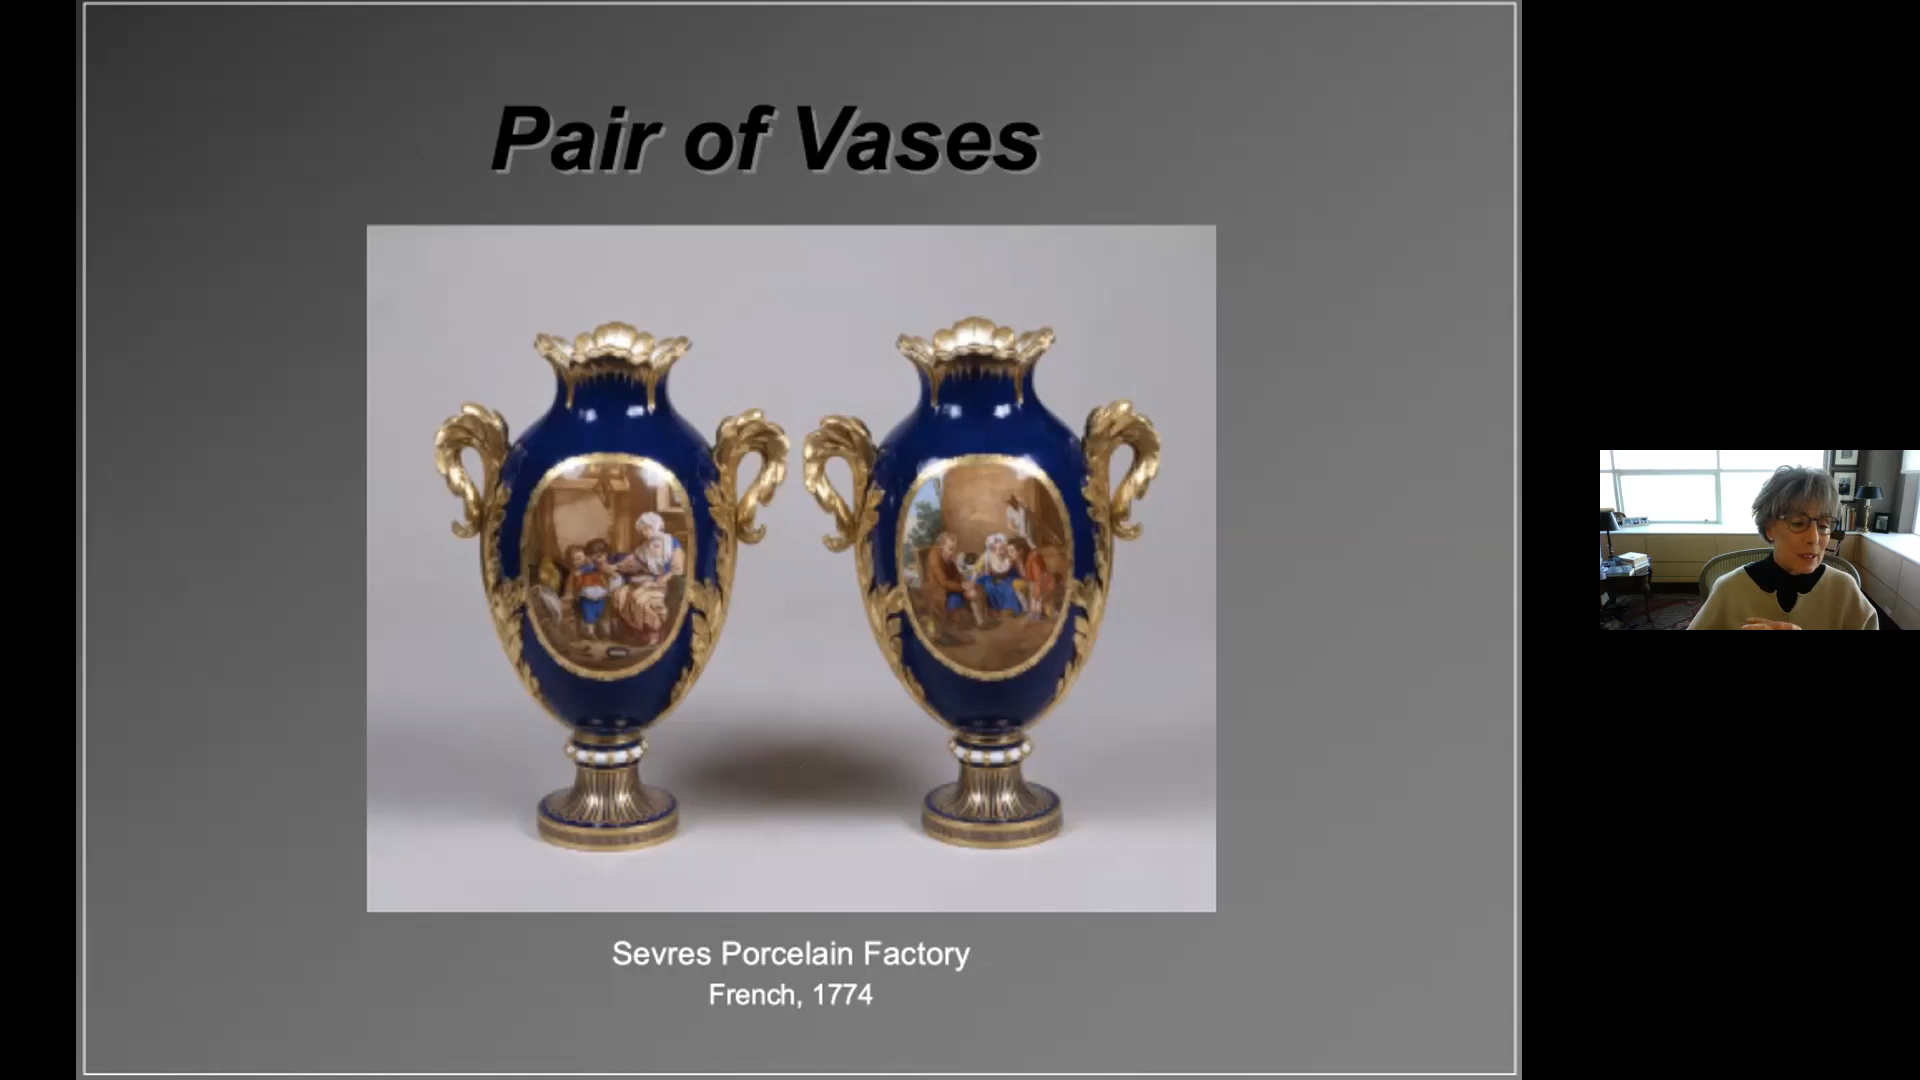 Pair of Vases
Sevres Porcelain Factory
French, 1774